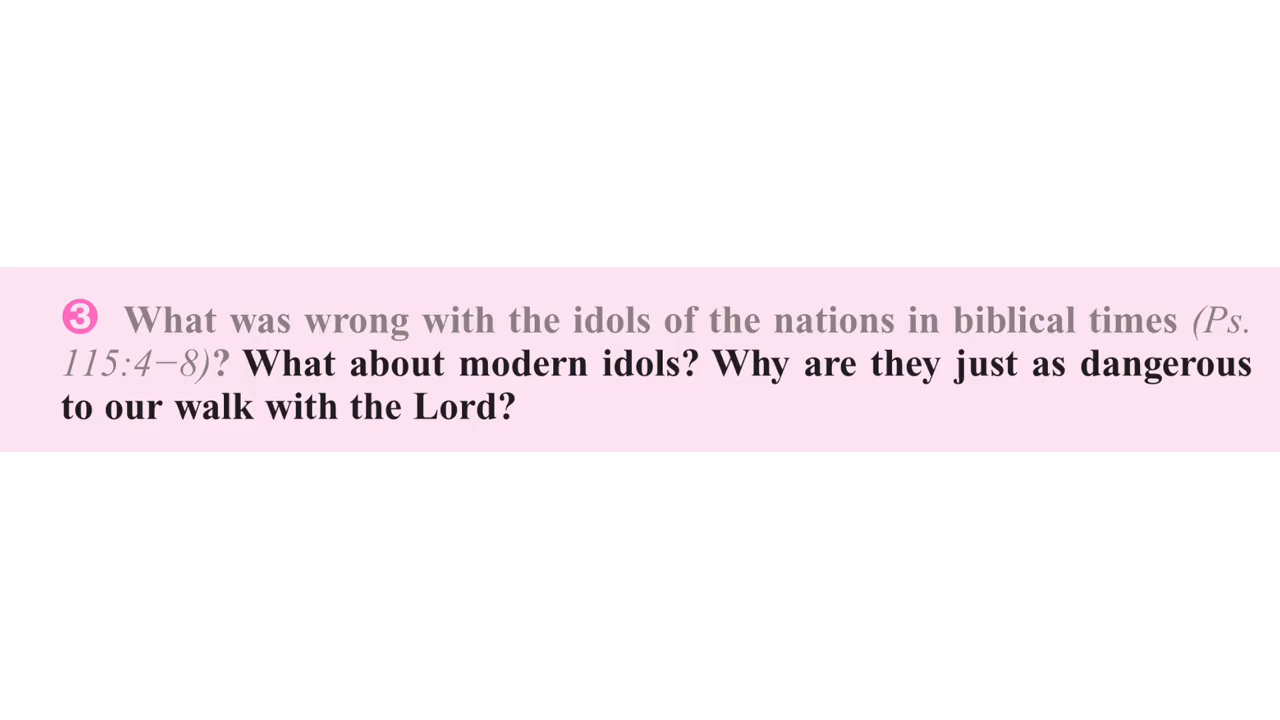 ❸ What was wrong with the idols of the nations in biblical times (Ps.
115:4–8)? What about modern idols? Why are they just as dangerous
to our walk with the Lord?